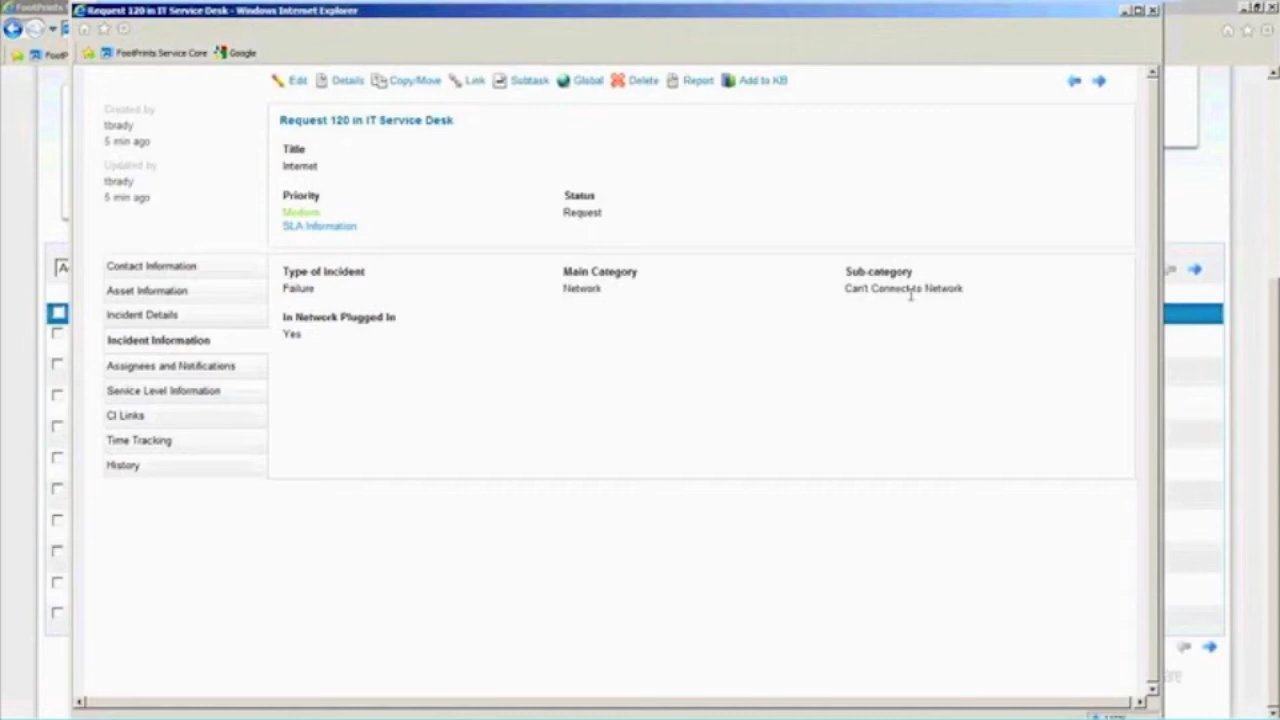 Request 120 in IT Service Desk - Windows Internet Explorer
FootPrints Service Core Google
Edit Details Copy/Move Link Subtask Global Delete Report Add to KB
Created by
tbrady
5 min ago
Updated by
tbrady
5 min ago
Request 120 in IT Service Desk
Title
Internet
Priority
Status
Medium
Request
SLA Information
Contact Information
Asset Information
Incident Details
Incident Information
Assignees and Notifications
Service Level Information
CI Links
Time Tracking
History
Type of Incident
Main Category
Sub-category
Failure
Network
Can't Connect to Network
In Network Plugged In
Yes